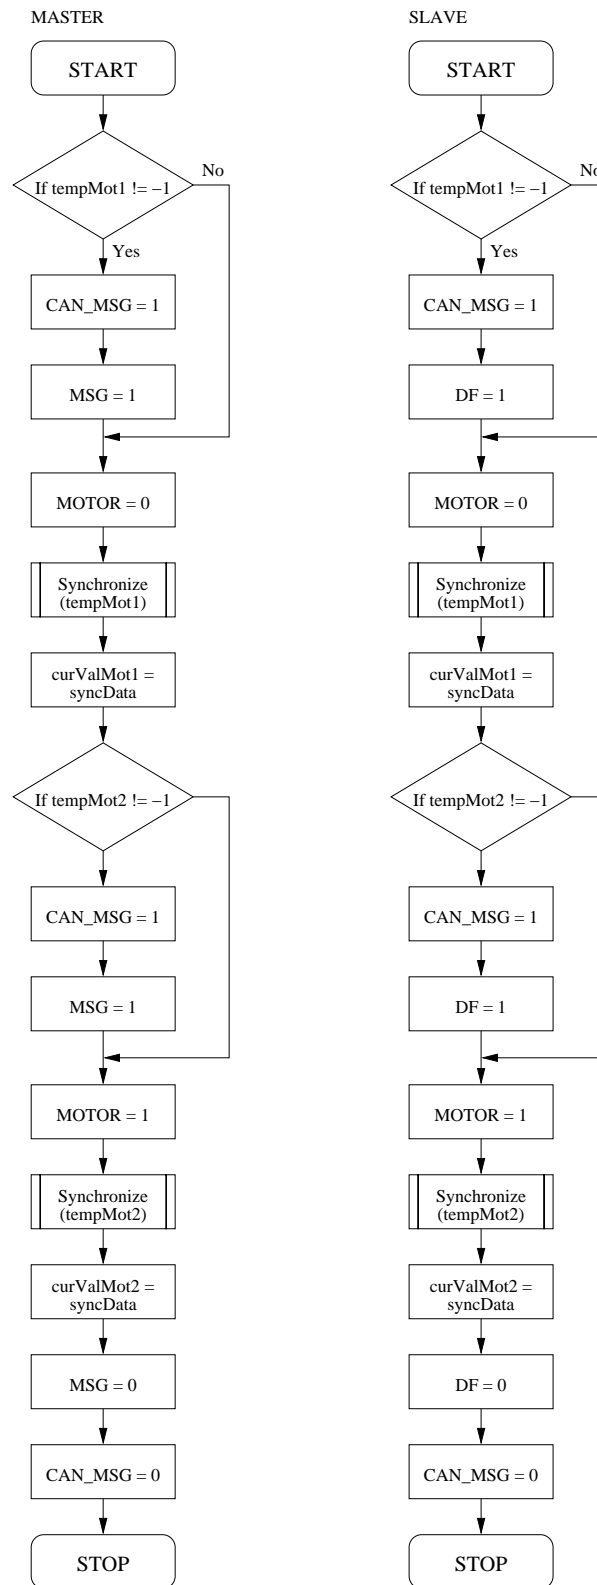 MASTER
START
If tempMot1 != −1
No
Yes
CAN_MSG = 1
MSG = 1
MOTOR = 0
Synchronize
(tempMot1)
curValMot1 =
syncData
If tempMot2 != −1
CAN_MSG = 1
MSG = 1
MOTOR = 1
Synchronize
(tempMot2)
curValMot2 =
syncData
MSG = 0
CAN_MSG = 0
STOP
SLAVE
START
If tempMot1 != −1
No
Yes
CAN_MSG = 1
DF = 1
MOTOR = 0
Synchronize
(tempMot1)
curValMot1 =
syncData
If tempMot2 != −1
CAN_MSG = 1
DF = 1
MOTOR = 1
Synchronize
(tempMot2)
curValMot2 =
syncData
DF = 0
CAN_MSG = 0
STOP